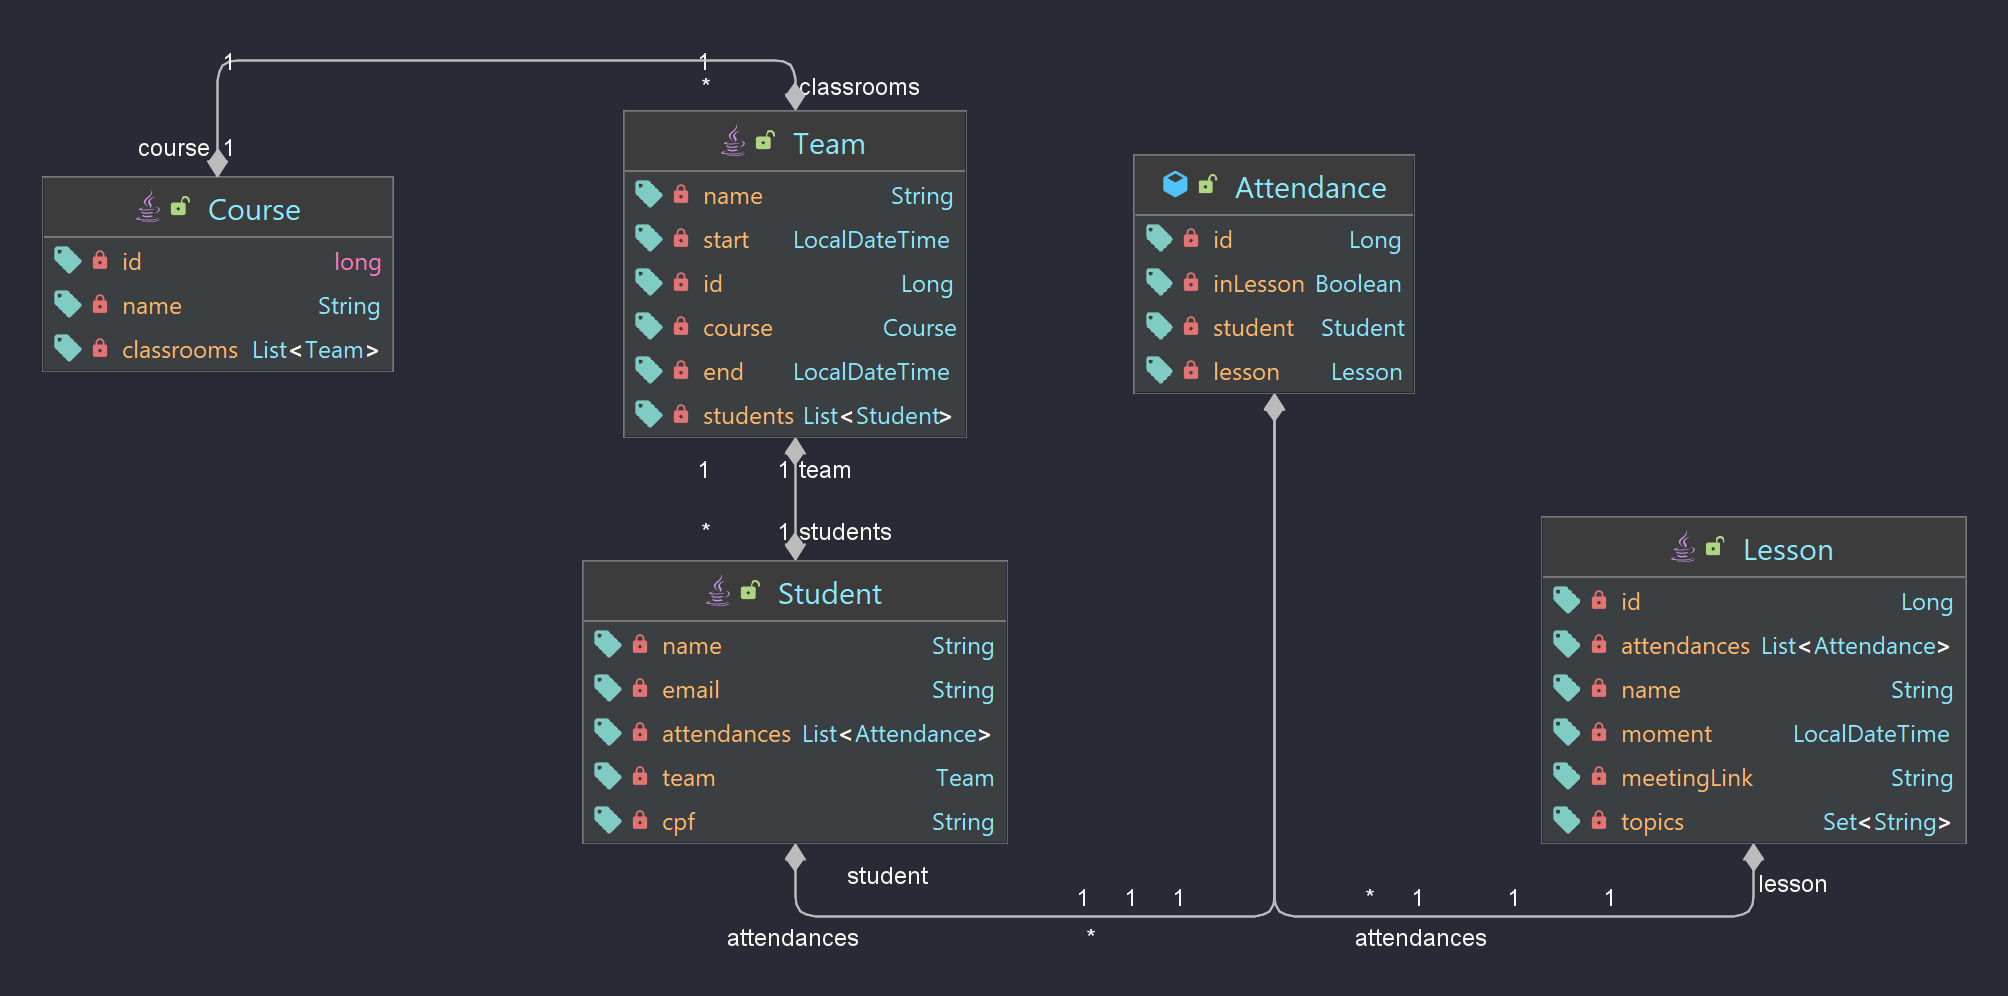 1 1
* classrooms
course 1
Course
id long
name String
classrooms List<Team>
Team
name String
start LocalDateTime
id Long
course Course
end LocalDateTime
students List<Student>
1 1 team
* 1 students
Student
name String
email String
attendances List<Attendance>
team Team
cpf String
Attendance
id Long
inLesson Boolean
student Student
lesson Lesson
Lesson
id Long
attendances List<Attendance>
name String
moment LocalDateTime
meetingLink String
topics Set<String>
student
1 1 1
attendances *
* 1 1 1
lesson
attendances